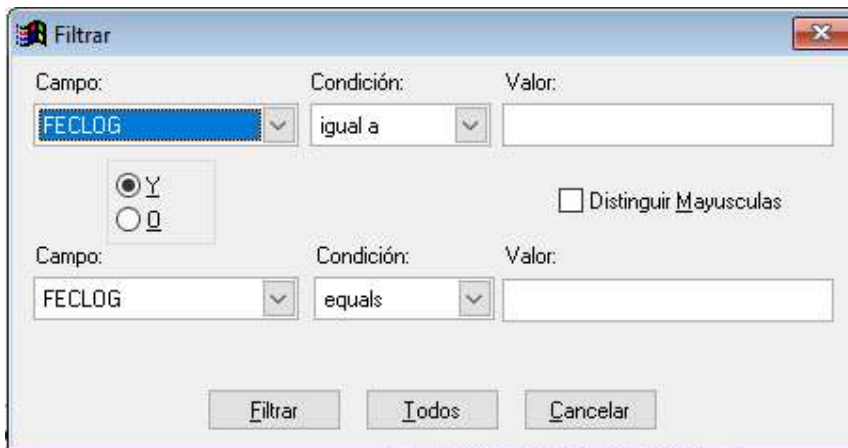 Filtrar
Campo: Condición: Valor:
FECLOG igual a
Y
O
Distinguir Mayusculas
Campo: Condición: Valor:
FECLOG equals
Filtrar Todos Cancelar